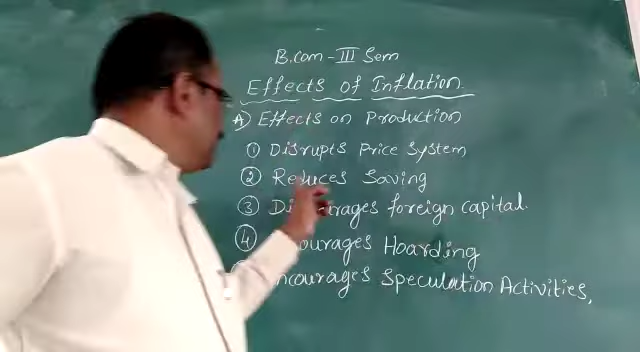 B.com - III Sem
Effects of Inflation
A) Effects on Production
① Disrupts Price System
② Reduces Saving
③ foreign capital.
④ Hoarding
Speculation Activities,